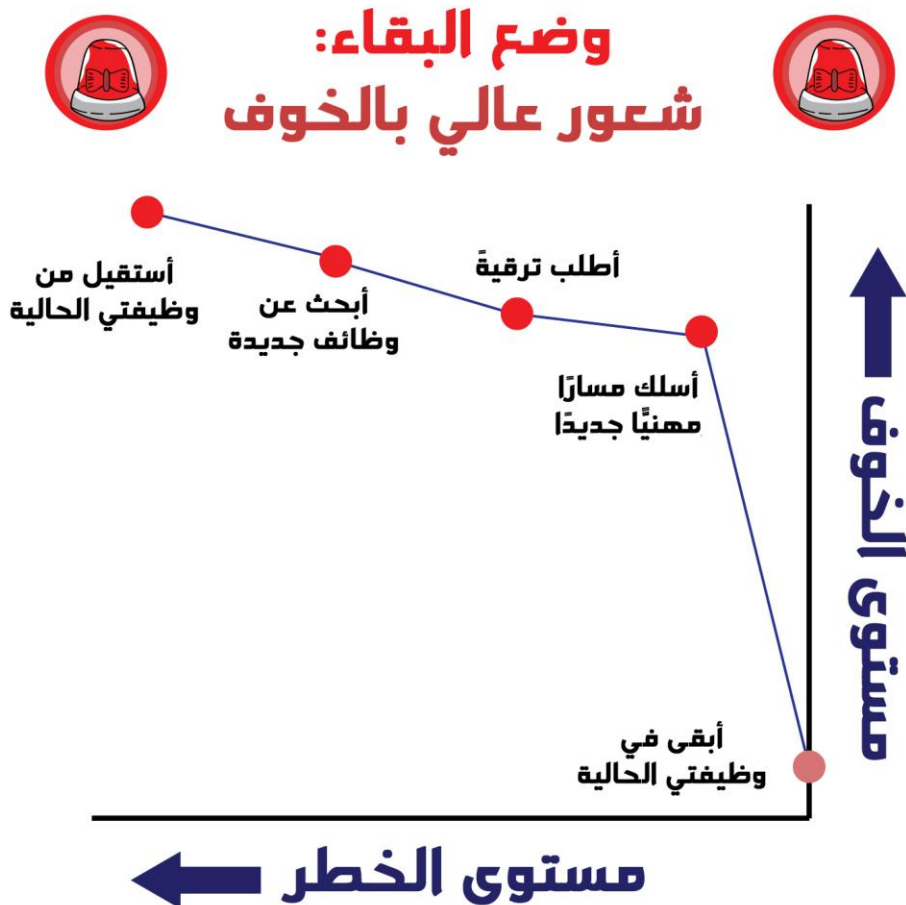 وضع البقاء:
شعور عالي بالخوف
أطلب ترقيةً
أستقيل من
وظيفتي الحالية
أبحث عن
وظائف جديدة
أسلك مسارًا
مهنيًّا جديدًا
أبقى في
وظيفتي الحالية
مستوى الخوف
مستوى الخطر